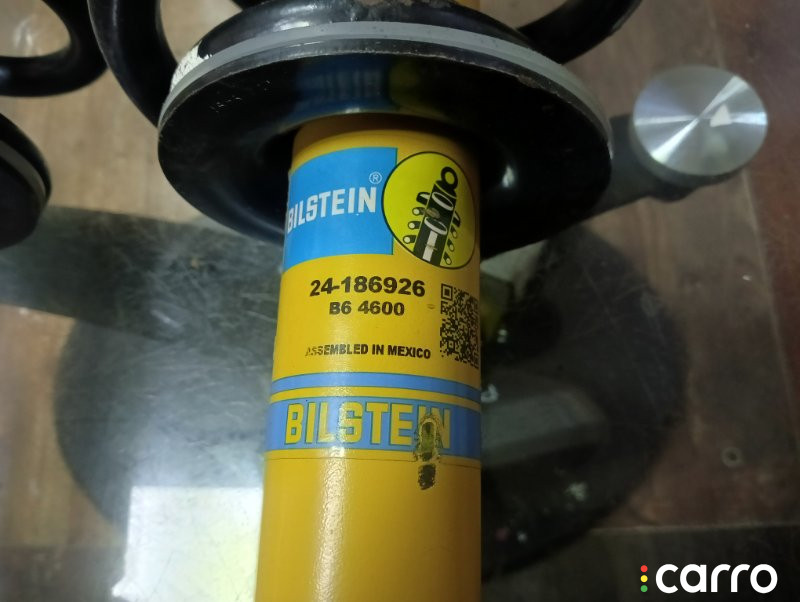 BILSTEIN®
24-186926
B6 4600
ASSEMBLED IN MEXICO
BILSTEIN
carro